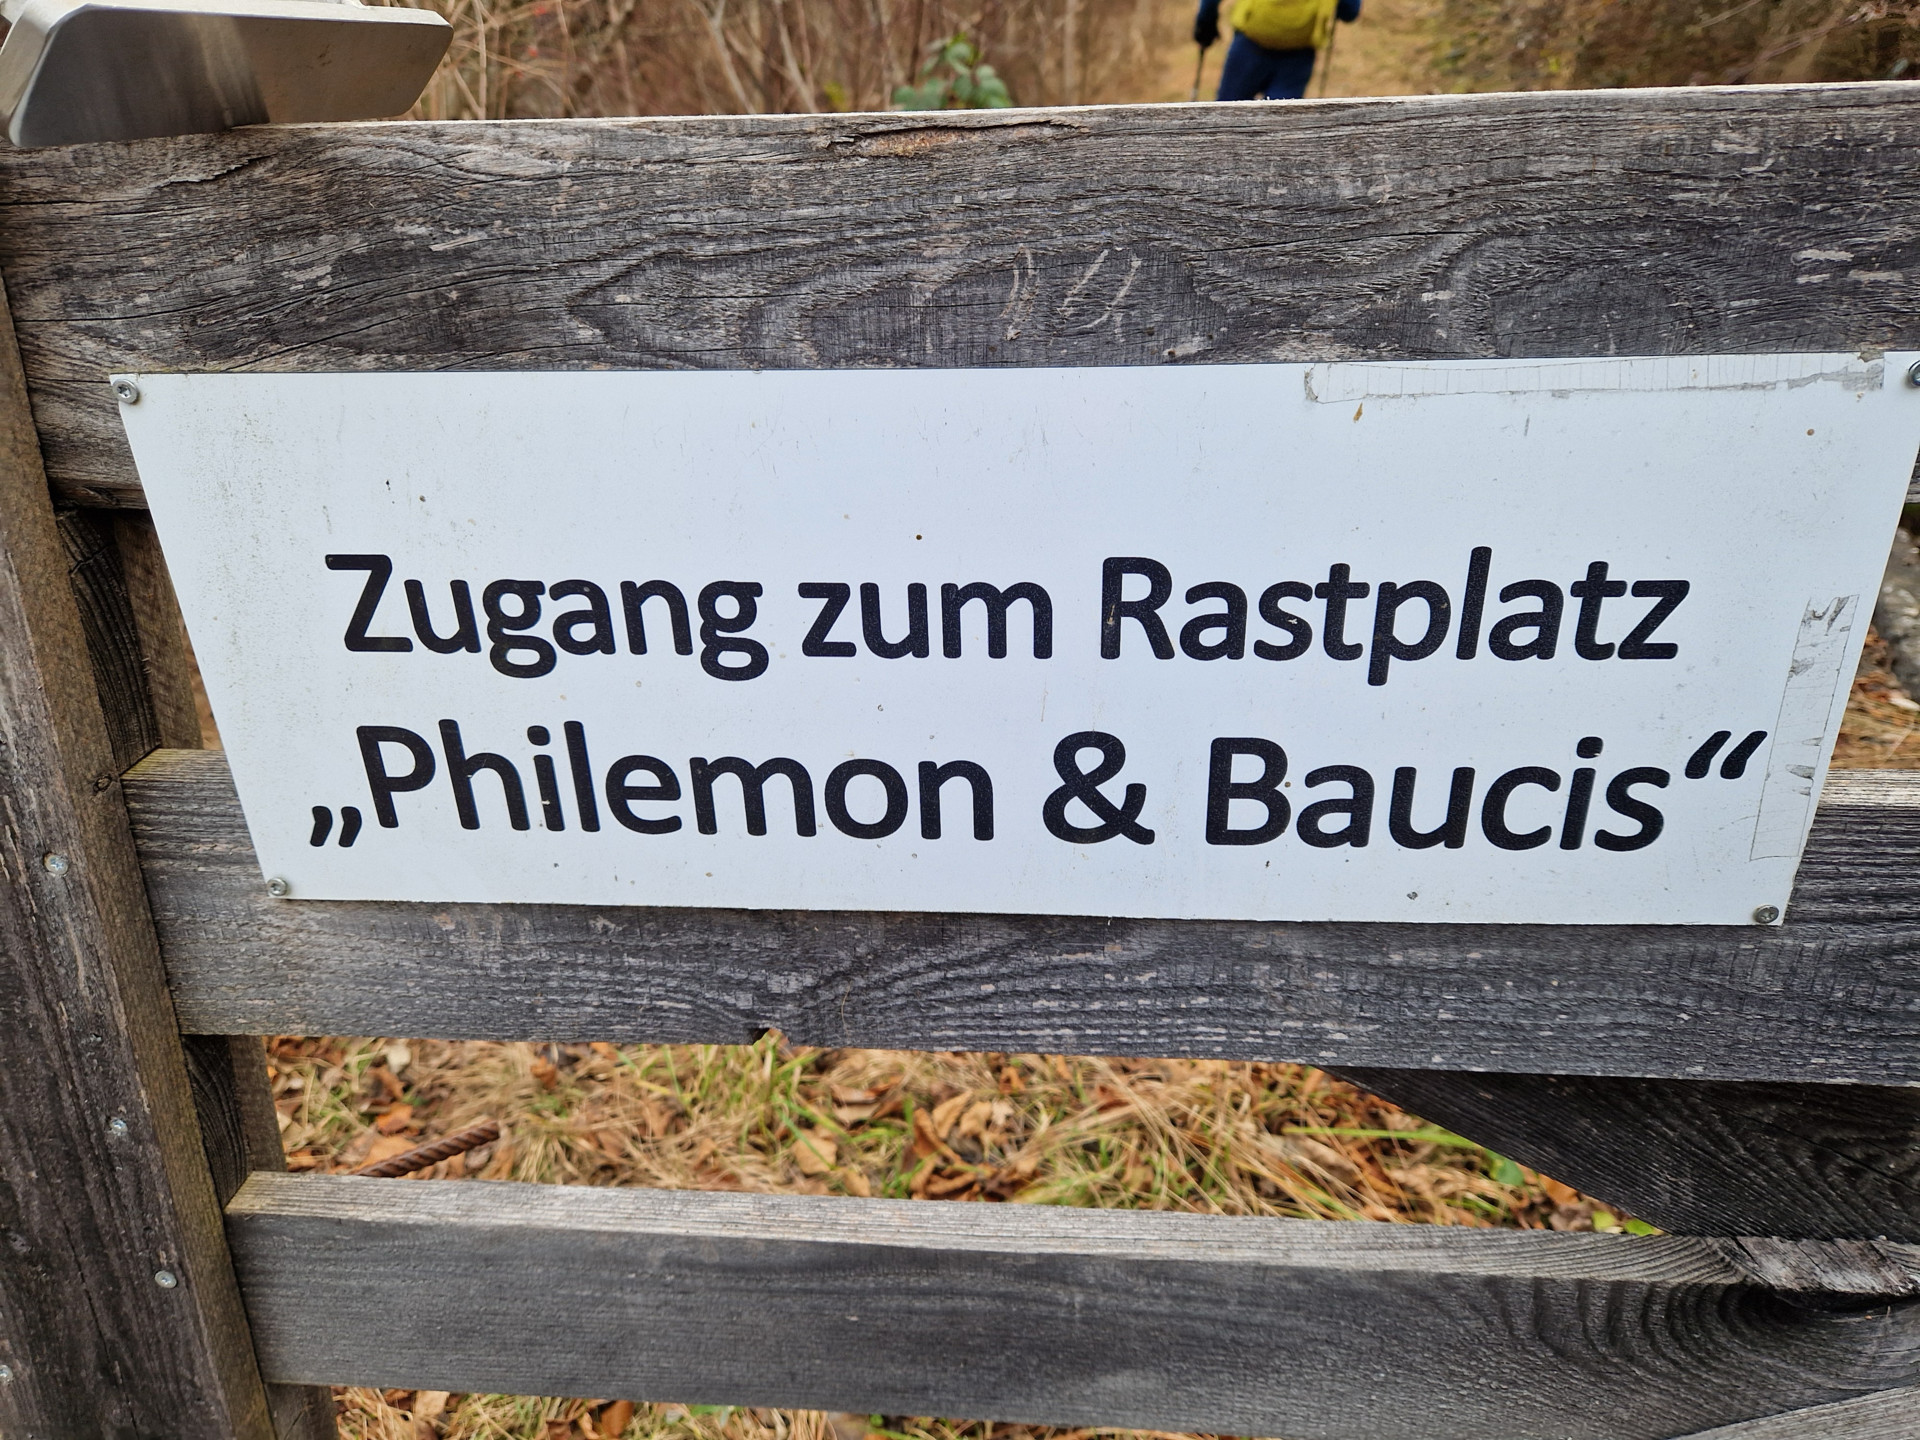 Zugang zum Rastplatz
„Philemon & Baucis“